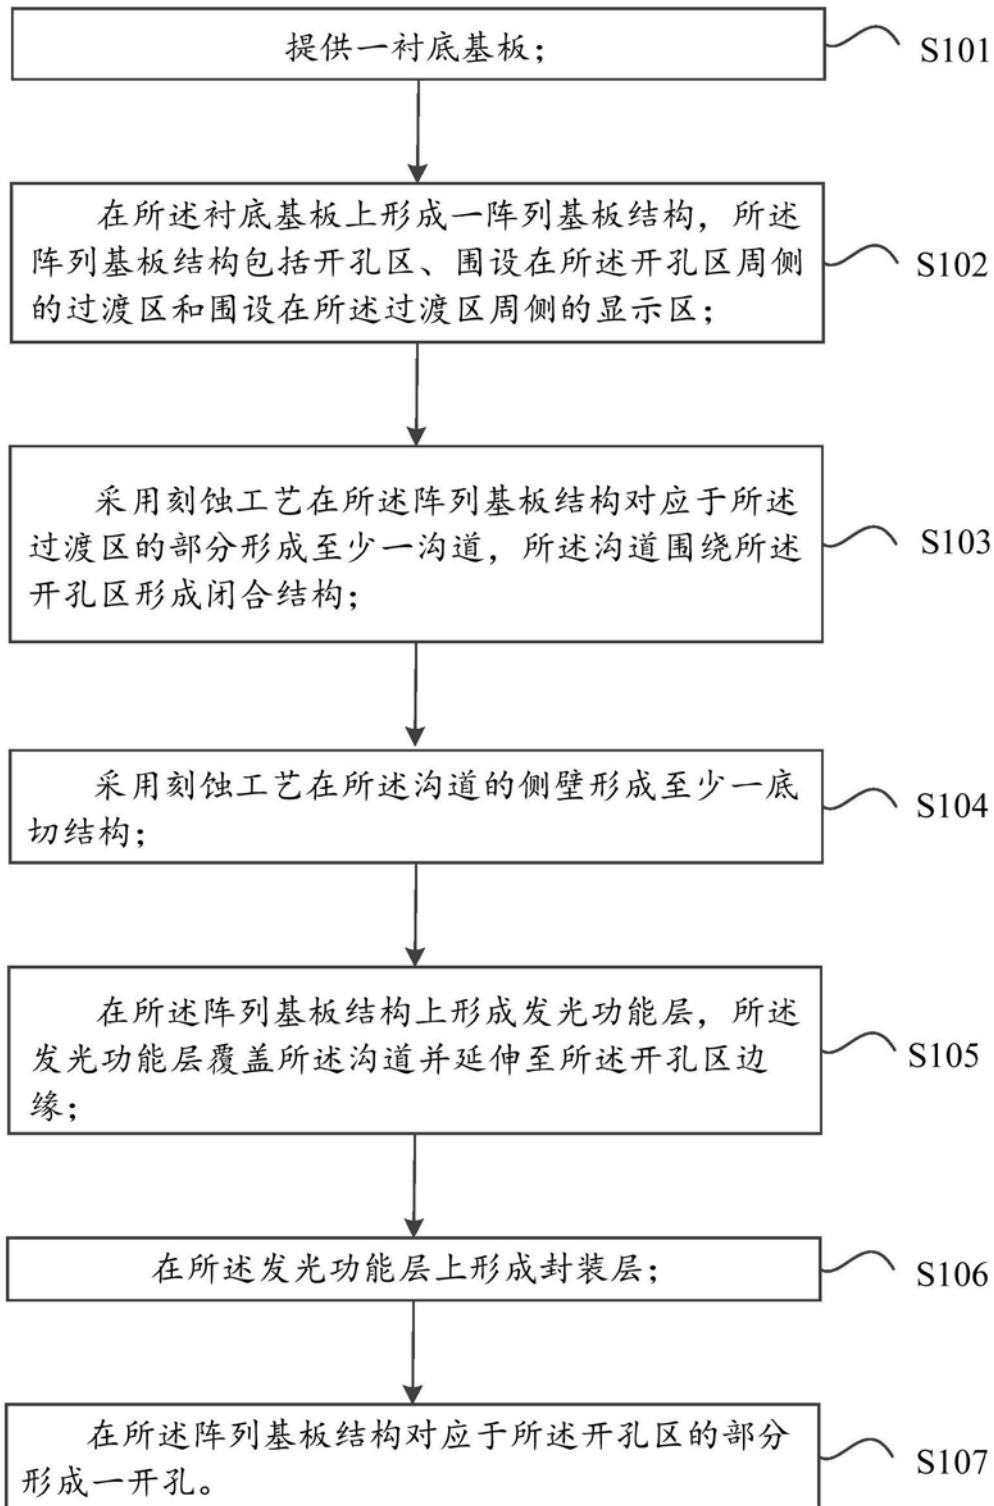 提供一衬底基板;
S101
在所述衬底基板上形成一阵列基板结构，所述
阵列基板结构包括开孔区、围设在所述开孔区周侧
的过渡区和围设在所述过渡区周侧的显示区;
S102
采用刻蚀工艺在所述阵列基板结构对应于所述
过渡区的部分形成至少一沟道，所述沟道围绕所述
开孔区形成闭合结构;
S103
采用刻蚀工艺在所述沟道的侧壁形成至少一底
切结构;
S104
在所述阵列基板结构上形成发光功能层，所述
发光功能层覆盖所述沟道并延伸至所述开孔区边
缘;
S105
在所述发光功能层上形成封装层;
S106
在所述阵列基板结构对应于所述开孔区的部分
形成一开孔。
S107